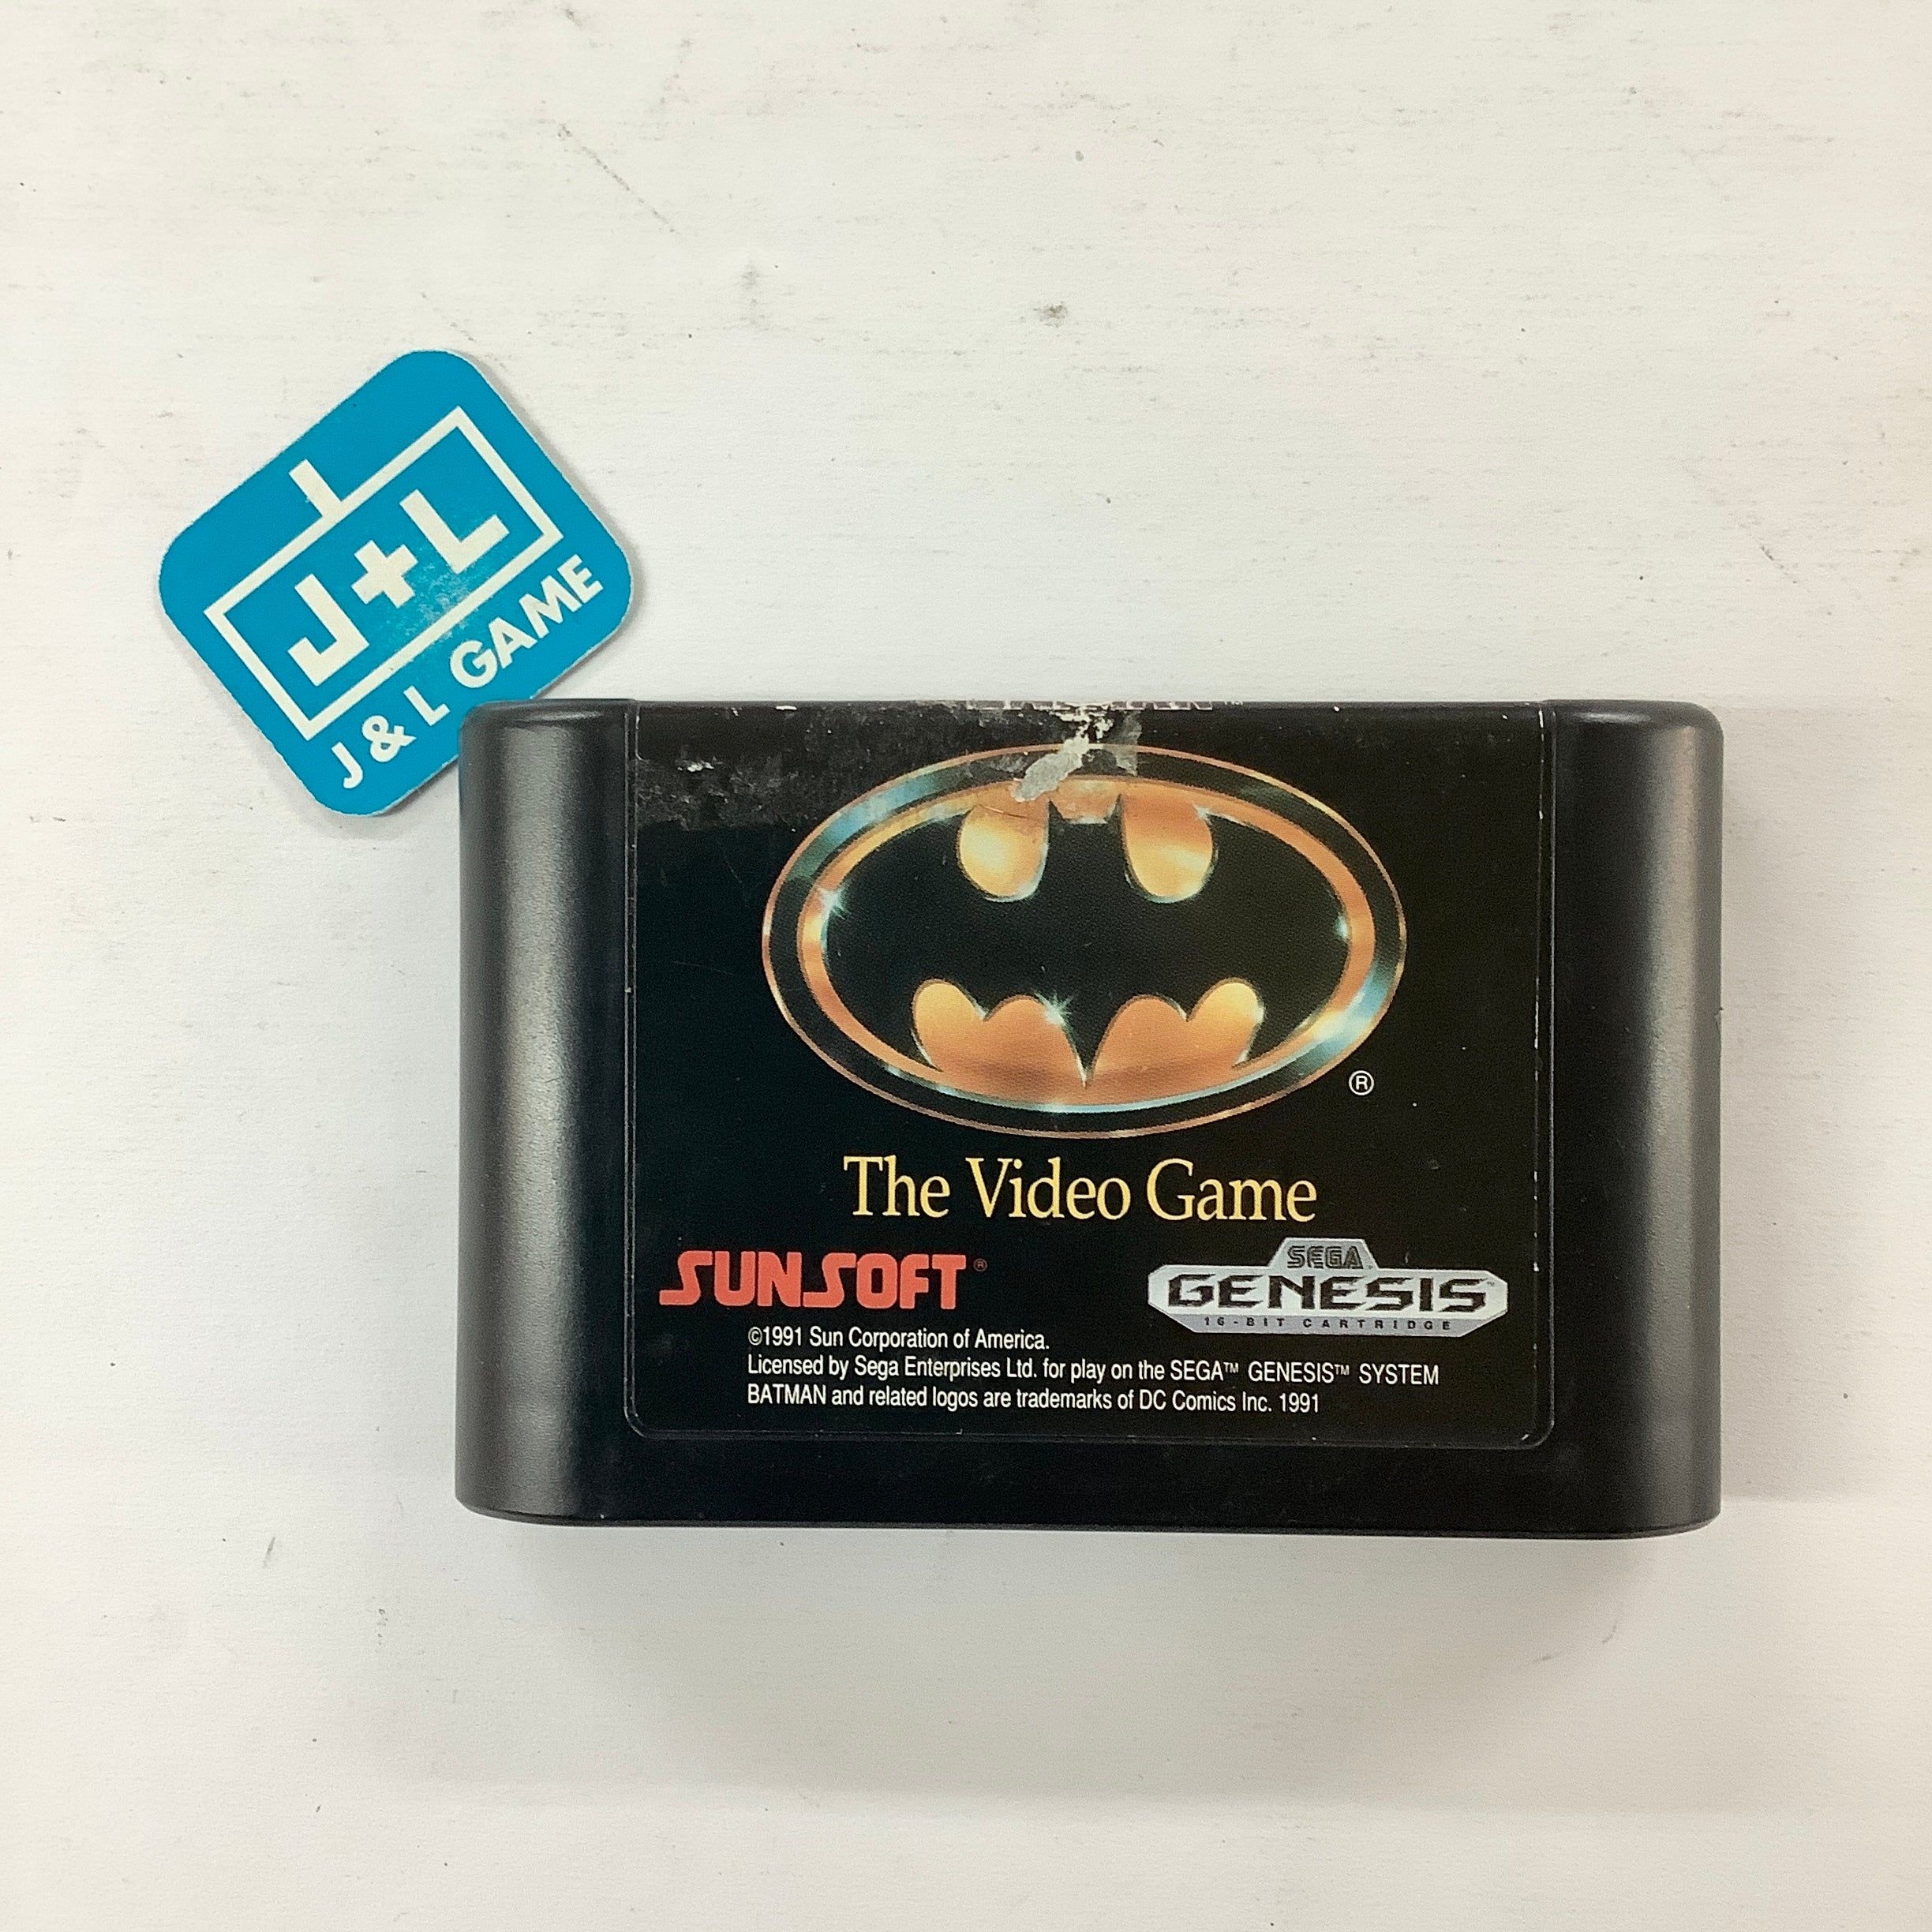 J+L
J & L GAME
®
The Video Game
SUNSOFT®
SEGA
GENESIS™
16-BIT CARTRIDGE
©1991 Sun Corporation of America.
Licensed by Sega Enterprises Ltd. for play on the SEGA™ GENESIS™ SYSTEM
BATMAN and related logos are trademarks of DC Comics Inc. 1991